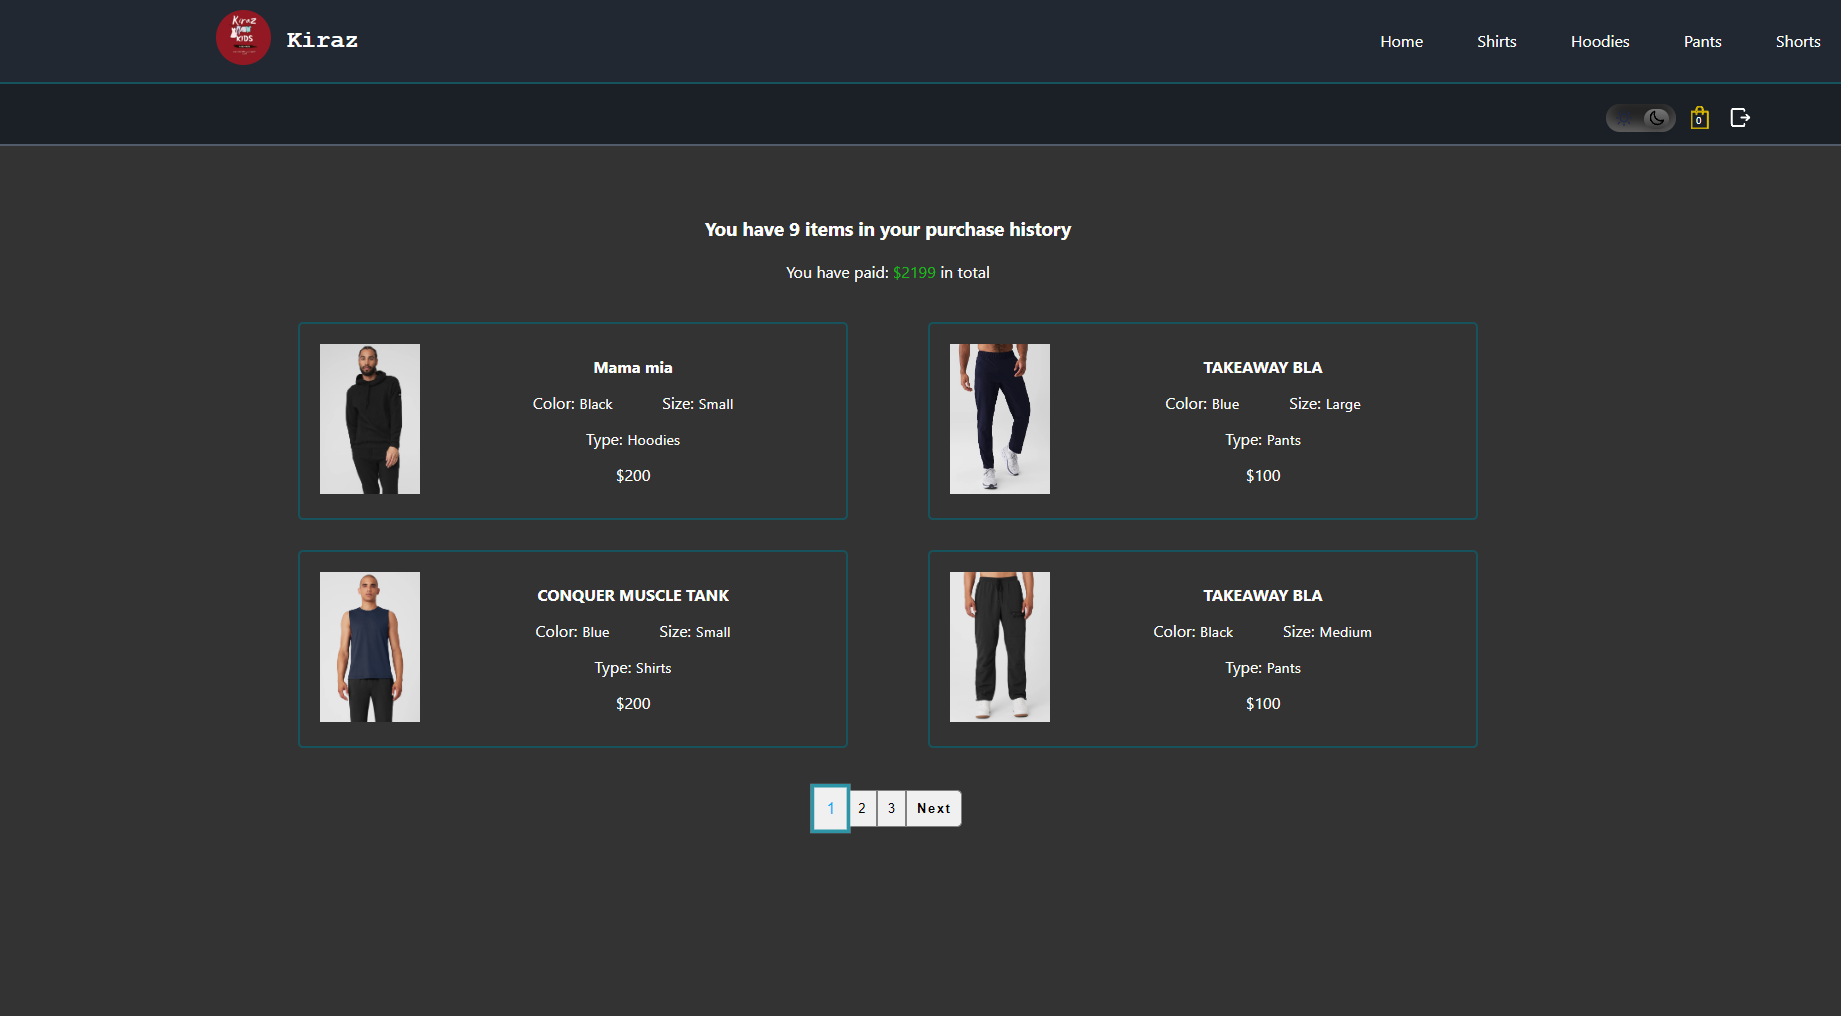 Kiraz
KIDS
Kiraz
Home Shirts Hoodies Pants Shorts
0
You have 9 items in your purchase history
You have paid: $2199 in total
Mama mia
Color: Black Size: Small
Type: Hoodies
$200
TAKEAWAY BLA
Color: Blue Size: Large
Type: Pants
$100
CONQUER MUSCLE TANK
Color: Blue Size: Small
Type: Shirts
$200
TAKEAWAY BLA
Color: Black Size: Medium
Type: Pants
$100
1 2 3 Next